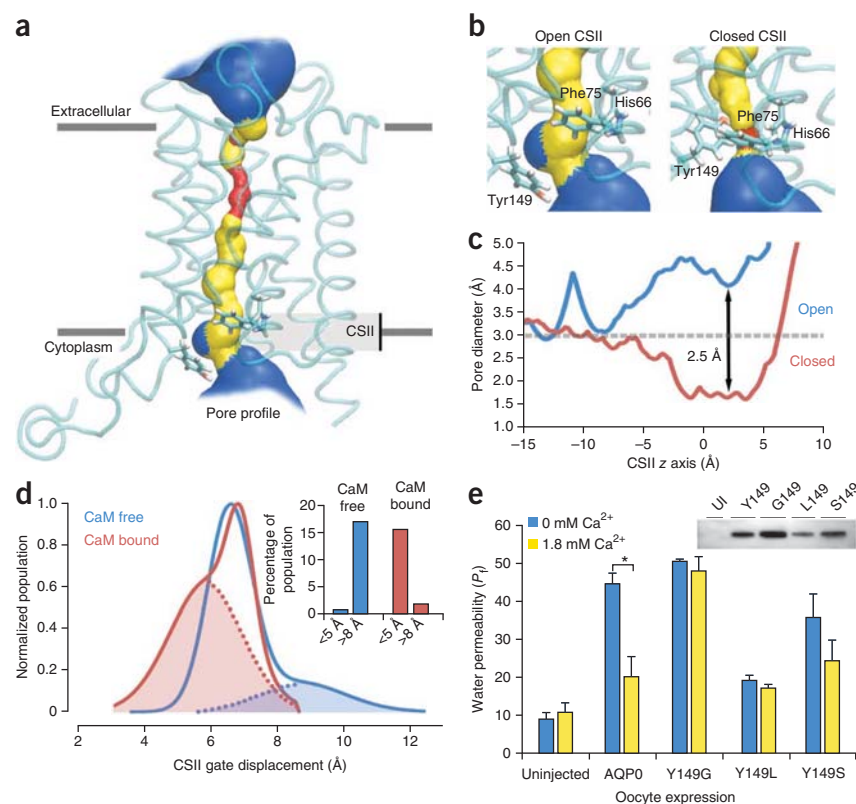 a
Extracellular
Cytoplasm
CSII
Pore profile
b
Open CSII
Closed CSII
Phe75
His66
Tyr149
Phe75
His66
Tyr149
c
Pore diameter (Å)
5.0
4.5
4.0
3.5
3.0
2.5
2.0
1.5
1.0
Open
Closed
2.5 Å
−15 −10 −5 0 5 10
CSII z axis (Å)
d
CaM free
CaM bound
Normalized population
1.0
0.8
0.6
0.4
0.2
0
2 4 6 8 10 12
CSII gate displacement (Å)
CaM free
CaM bound
Percentage of population
20
15
10
5
0
<5 Å >8 Å <5 Å >8 Å
e
0 mM Ca2+
1.8 mM Ca2+
*
UI Y149 G149 L149 S149
Water permeability (Pf)
60
50
40
30
20
10
0
Uninjected AQP0 Y149G Y149L Y149S
Oocyte expression